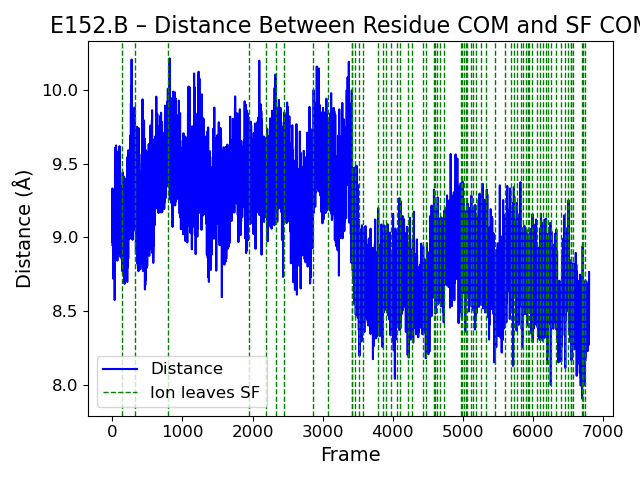 E152.B – Distance Between Residue COM and SF COM
10.0
9.5
9.0
8.5
8.0
Distance (Å)
Distance
Ion leaves SF
0 1000 2000 3000 4000 5000 6000 7000
Frame